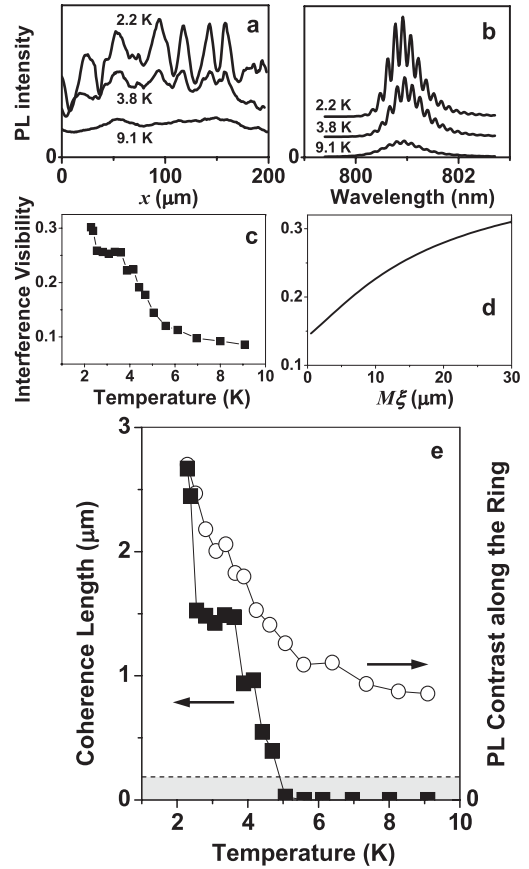 a
2.2 K
3.8 K
9.1 K
PL intensity
0
0 100 200
x (μm)
b
2.2 K
3.8 K
9.1 K
0
800 802
Wavelength (nm)
c
Interference Visibility
0.3
0.2
0.1
2 4 6 8 10
Temperature (K)
d
0.3
0.2
0.1
0 10 20 30
Mξ (μm)
e
Coherence Length (μm)
3
2
1
0
PL Contrast along the Ring
0
2 4 6 8 10
Temperature (K)